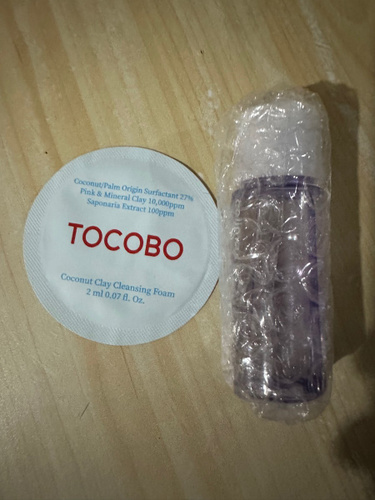 Coconut/Palm Origin Surfactant 27%
Pink & Mineral Clay 10,000ppm
Saponaria Extract 100ppm
TOCOBO
Coconut Clay Cleansing Foam
2 ml 0.07 fl. Oz.